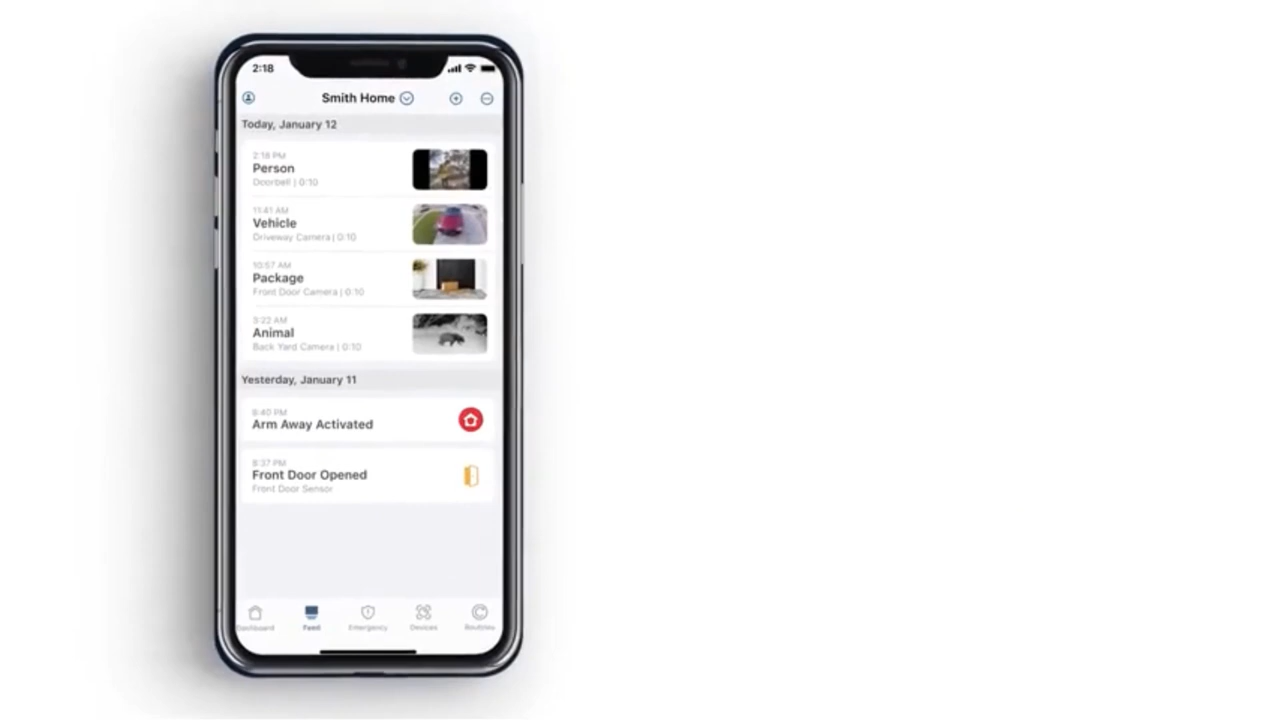 2:18
Smith Home
Today, January 12
2:18 PM
Person
Doorbell | 0:10
11:41 AM
Vehicle
Driveway Camera | 0:10
10:57 AM
Package
Front Door Camera | 0:10
Animal
Back Yard Camera | 0:10
Yesterday, January 11
Arm Away Activated
Front Door Opened
Front Door Sensor
Dashboard Feed Emergency Devices Routines